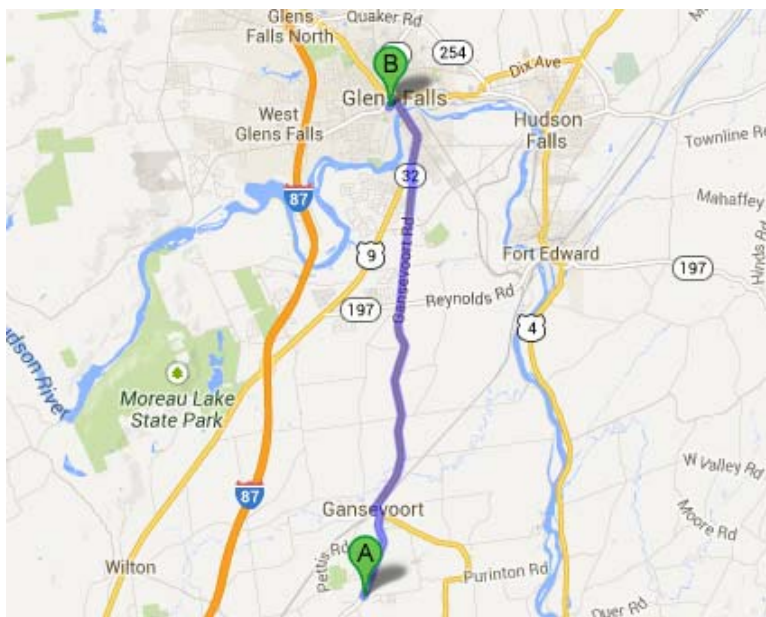 Glens
Falls North
Quaker Rd
254
Dix Ave
B
Glens Falls
West
Glens Falls
Hudson
Falls
Townline Rd
32
87
Mahaffey
Gansevoort Rd
9
Fort Edward
Hinds Rd
197
Reynolds Rd
197
4
Hudson River
Moreau Lake
State Park
87
W Valley Rd
Gansevoort
Moore Rd
Pettis Rd
A
Wilton
Purinton Rd